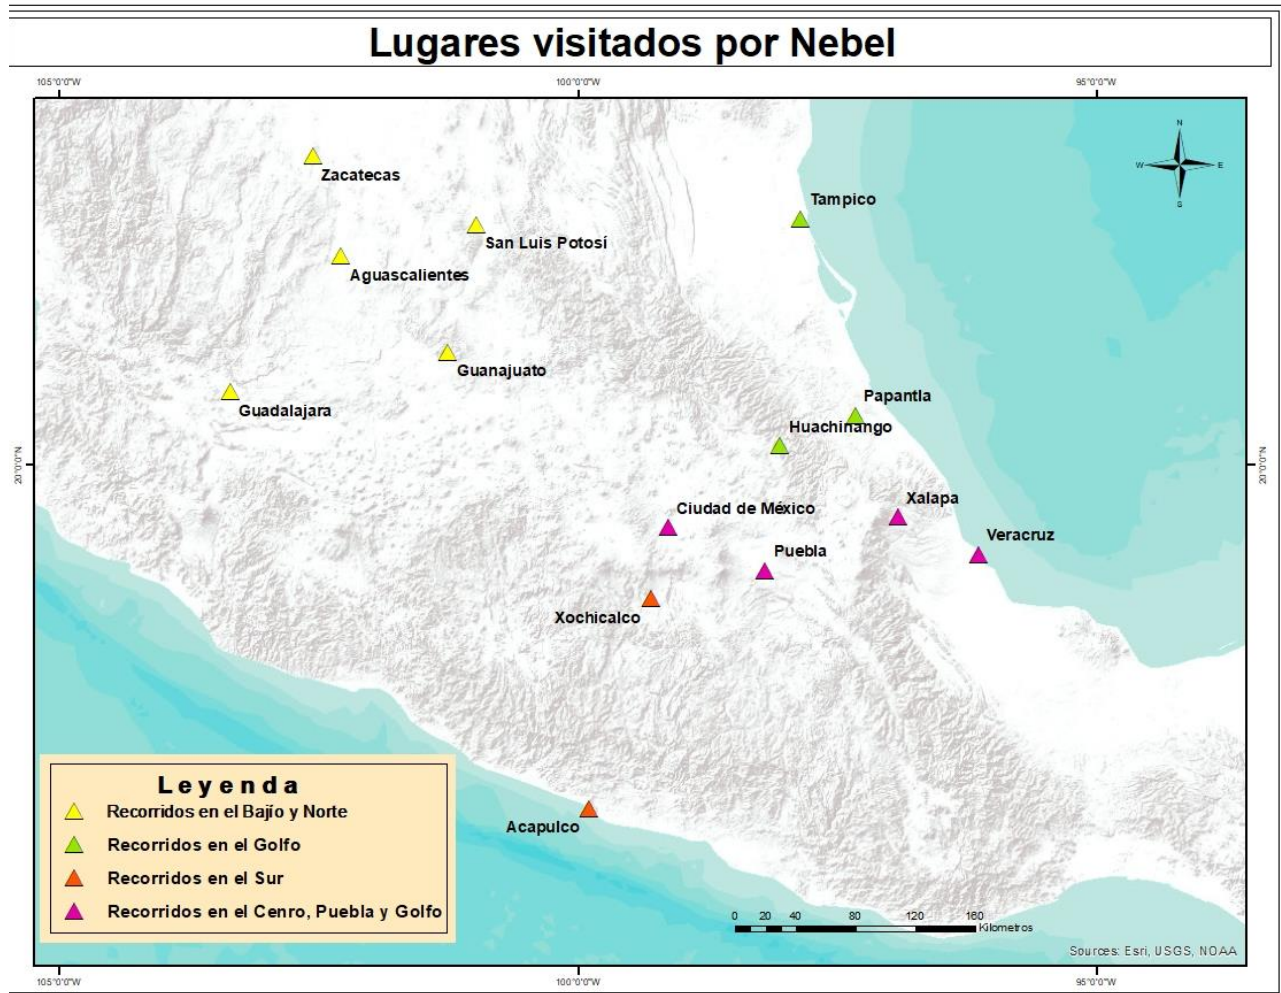 Lugares visitados por Nebel
105°0'0"W
100°0'0"W
95°0'0"W
N
W
E
S
Zacatecas
Tampico
San Luis Potosí
Aguascalientes
Guanajuato
Guadalajara
Papantla
Huachinango
20°0'0"N
20°0'0"N
Xalapa
Ciudad de México
Veracruz
Puebla
Xochicalco
Acapulco
Leyenda
Recorridos en el Bajío y Norte
Recorridos en el Golfo
Recorridos en el Sur
Recorridos en el Cenro, Puebla y Golfo
0 20 40 80 120 160
Kilometros
Sources: Esri, USGS, NOAA
105°0'0"W
100°0'0"W
95°0'0"W